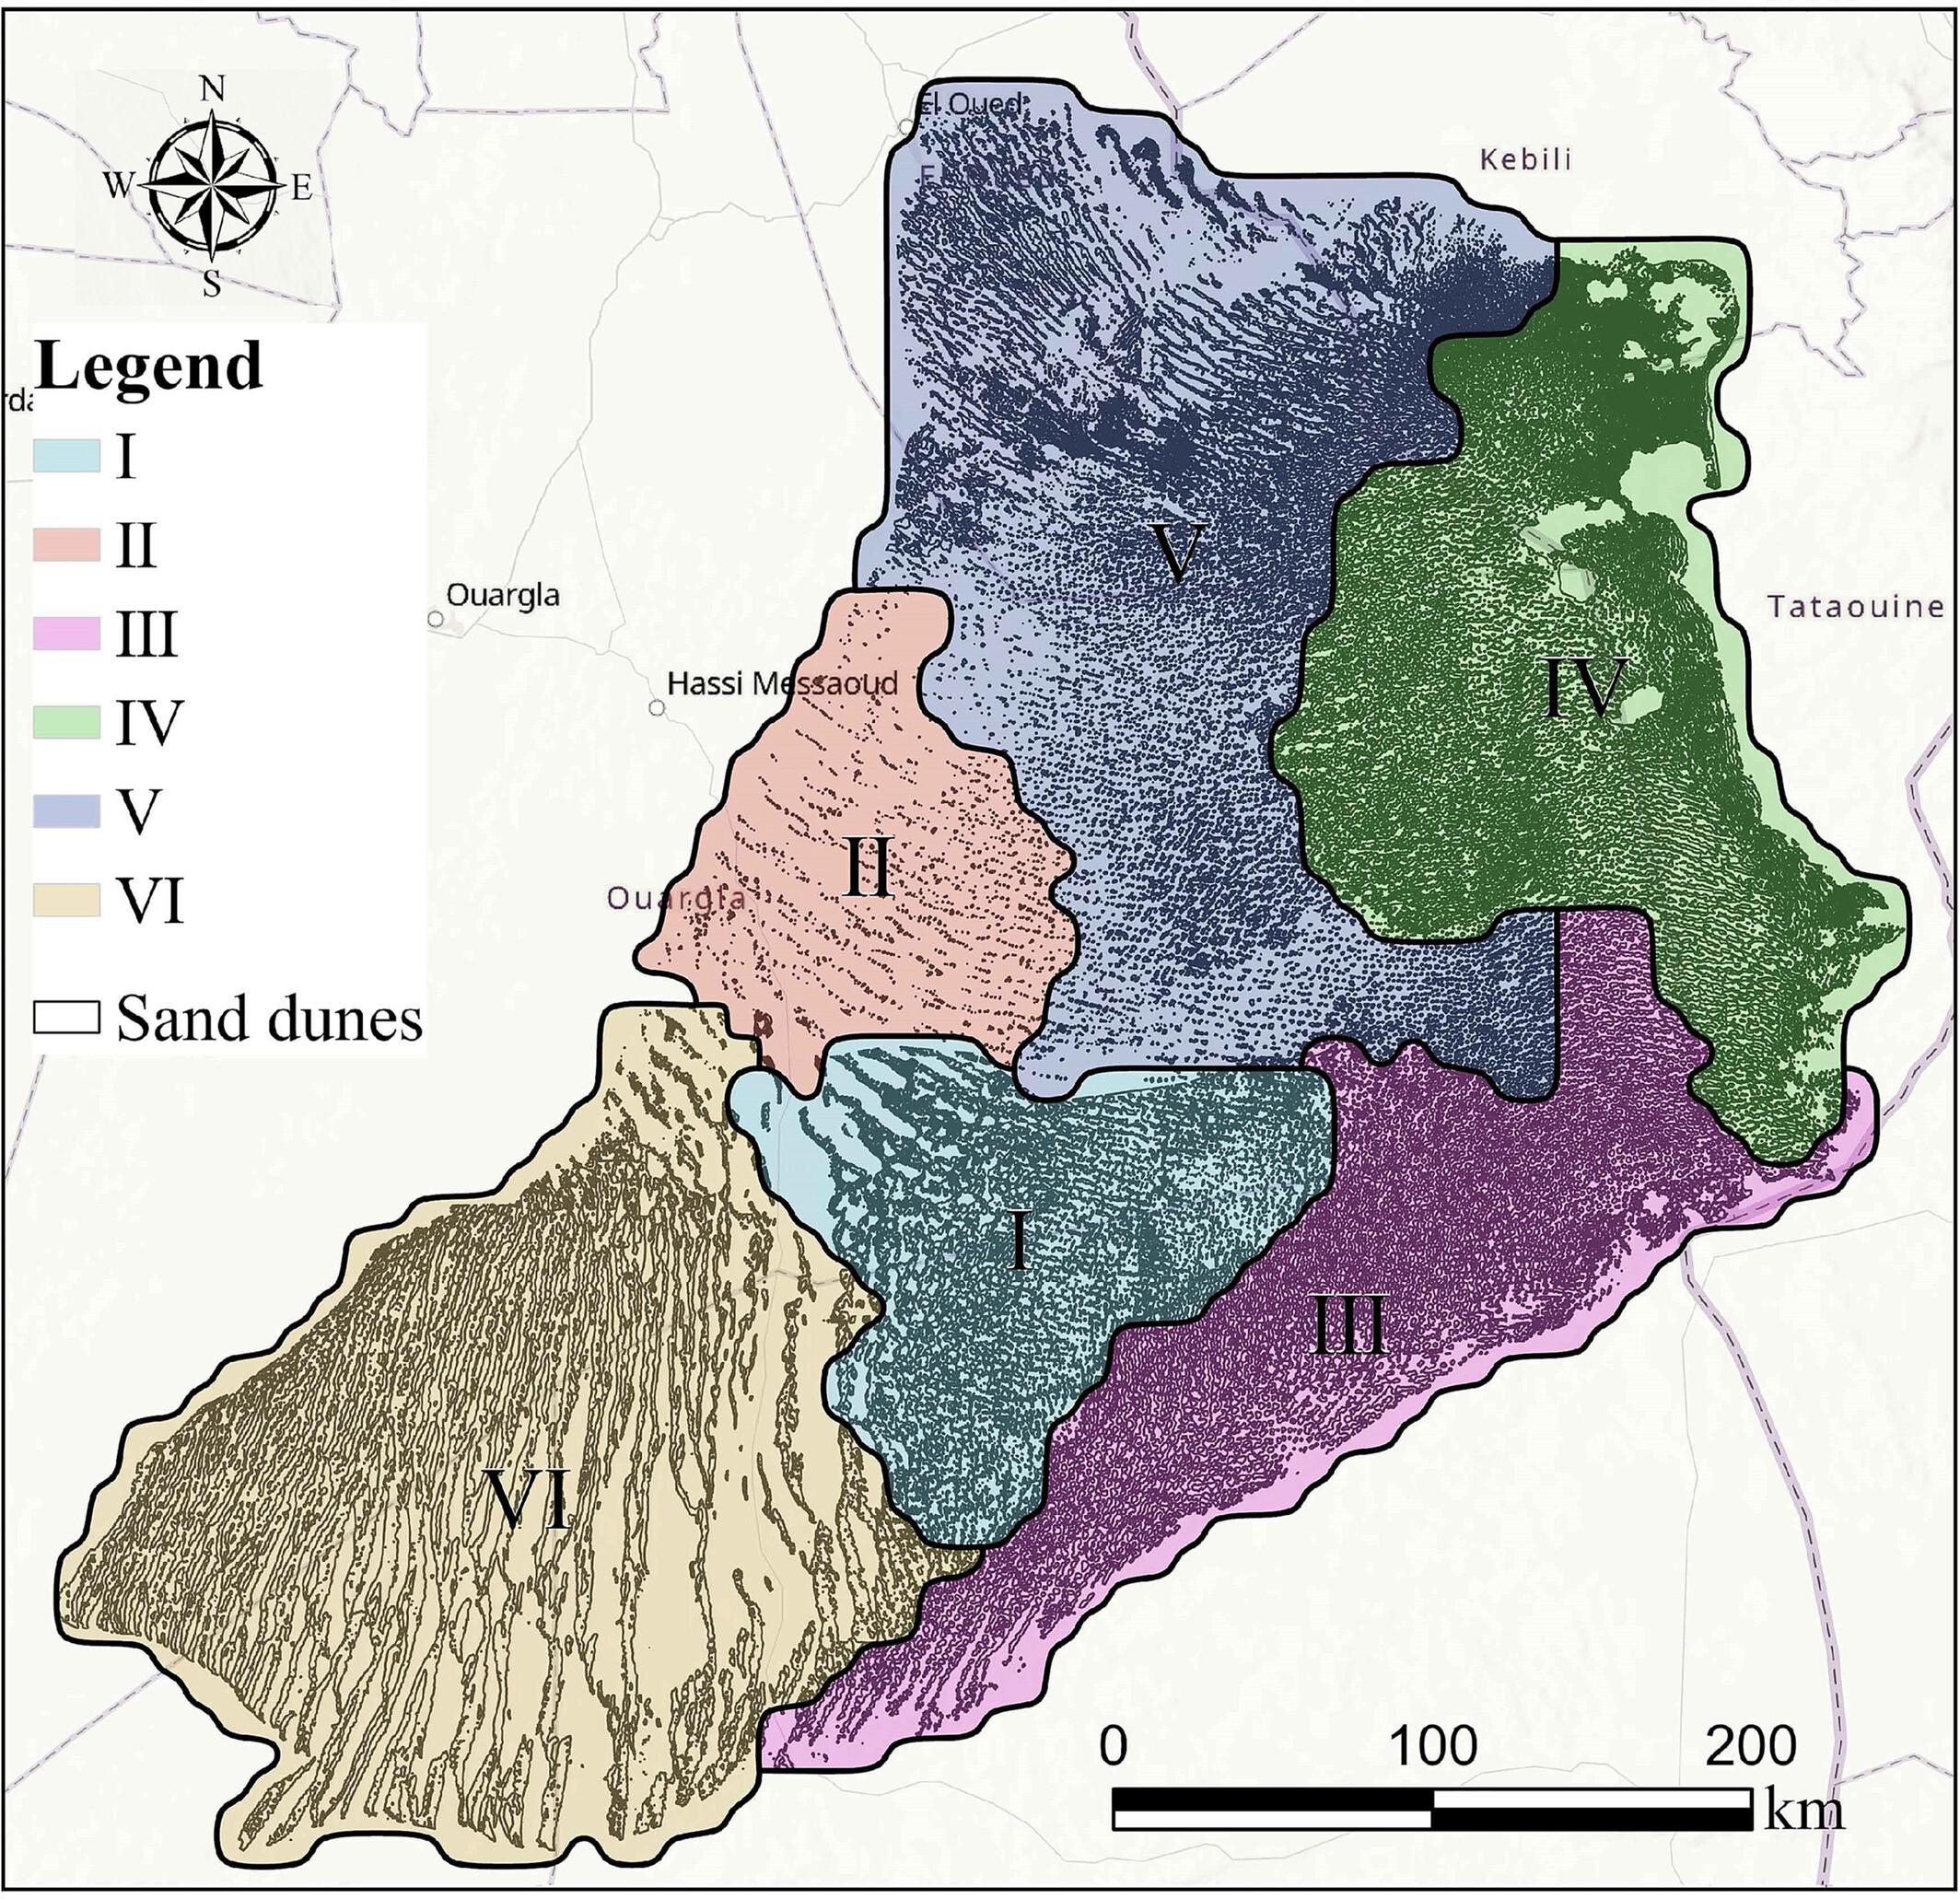 N
W E
S
El Oued
Kebili
Legend
I
II
III
IV
V
VI
Sand dunes
Ouargla
Hassi Messaoud
Tataouine
Ouargla
V
IV
II
I
III
VI
0 100 200
km